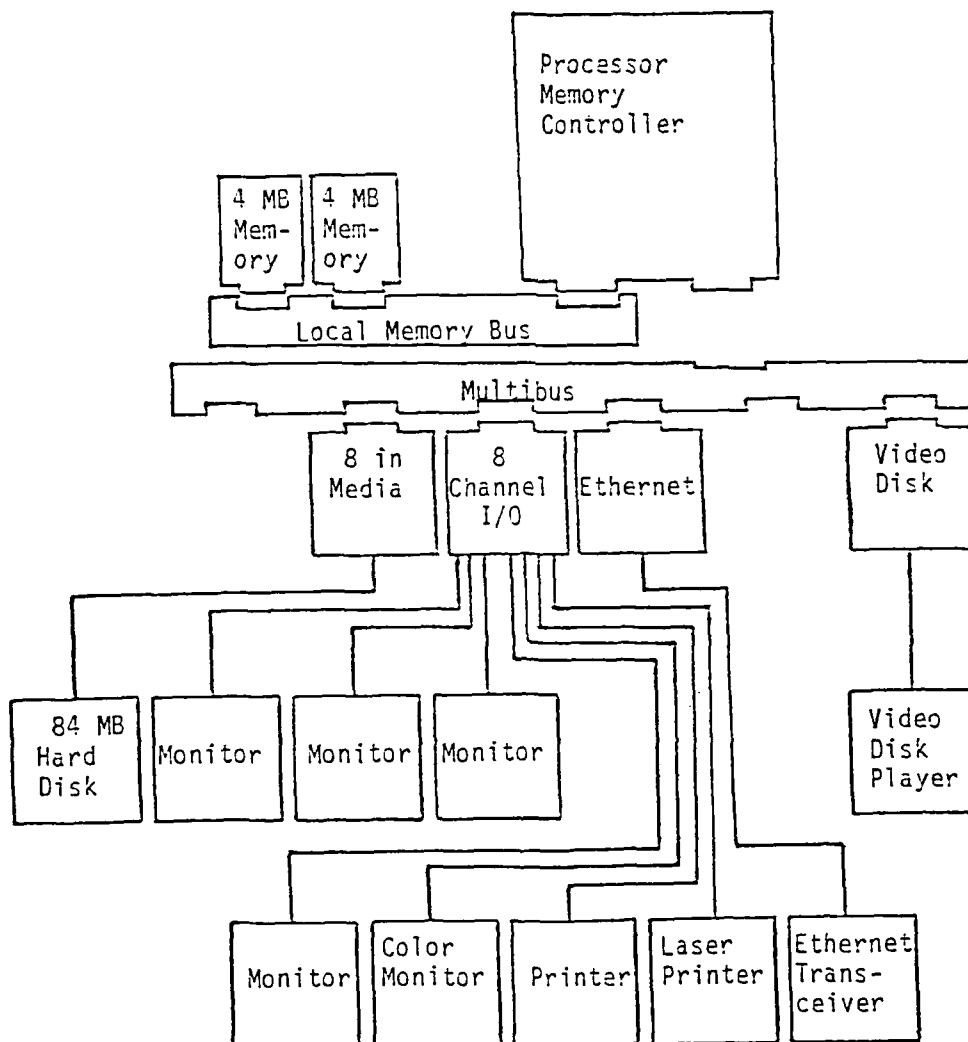 Processor
Memory
Controller
4 MB
Mem-
ory
4 MB
Mem-
ory
Local Memory Bus
Multibus
8 in
Media
8
Channel
I/O
Ethernet
Video
Disk
84 MB
Hard
Disk
Monitor
Monitor
Monitor
Video
Disk
Player
Monitor
Color
Monitor
Printer
Laser
Printer
Ethernet
Trans-
ceiver